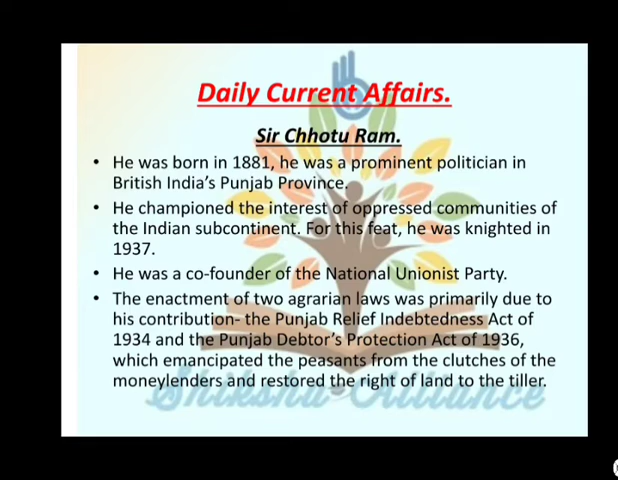 Daily Current Affairs.
Sir Chhotu Ram.
• He was born in 1881, he was a prominent politician in
British India's Punjab Province.
• He championed the interest of oppressed communities of
the Indian subcontinent. For this feat, he was knighted in
1937.
• He was a co-founder of the National Unionist Party.
• The enactment of two agrarian laws was primarily due to
his contribution- the Punjab Relief Indebtedness Act of
1934 and the Punjab Debtor's Protection Act of 1936,
which emancipated the peasants from the clutches of the
moneylenders and restored the right of land to the tiller.
Shiksha Alliance